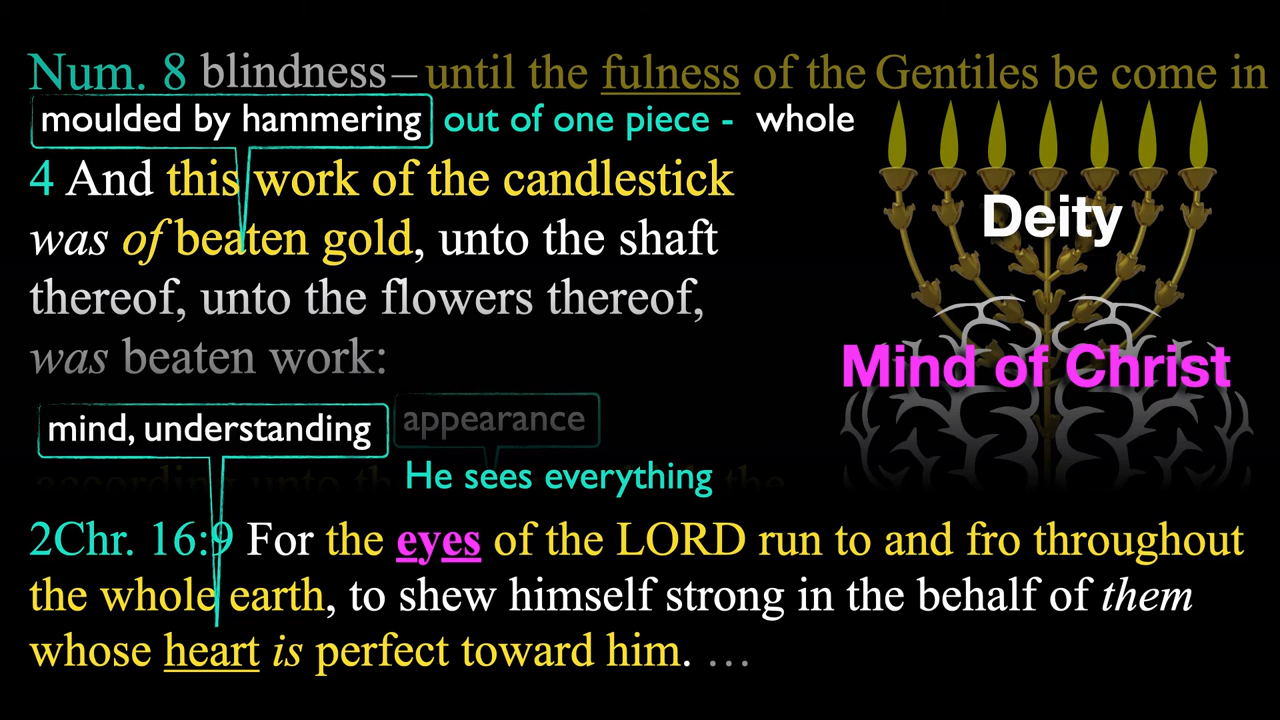 Num. 8 blindness – until the fulness of the Gentiles be come in
moulded by hammering out of one piece - whole
4 And this work of the candlestick
was of beaten gold, unto the shaft
thereof, unto the flowers thereof,
was beaten work:
Deity
Mind of Christ
mind, understanding appearance
according unto the
He sees everything
2Chr. 16:9 For the eyes of the LORD run to and fro throughout
the whole earth, to shew himself strong in the behalf of them
whose heart is perfect toward him. …